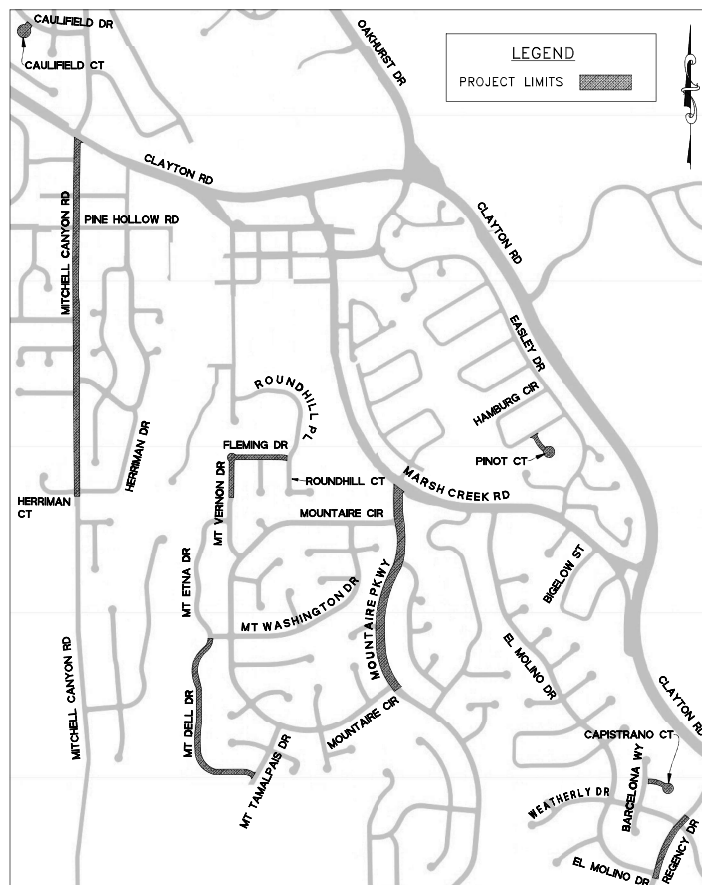 CAULIFIELD DR
CAULIFIELD CT
OAKHURST DR
LEGEND
PROJECT LIMITS
CLAYTON RD
MITCHELL CANYON RD
PINE HOLLOW RD
CLAYTON RD
EASLEY DR
ROUNDHILL PL
HAMBURG CIR
PINOT CT
FLEMING DR
HERRIMAN DR
ROUNDHILL CT
MARSH CREEK RD
HERRIMAN
CT
MT VERNON DR
MOUNTAIRE CIR
MT ETNA DR
MT WASHINGTON DR
MOUNTAIRE PKWY
BIGELOW ST
EL MOLINO DR
MITCHELL CANYON RD
MT DELL DR
MOUNTAIRE CIR
MT TAMALPAIS DR
CLAYTON RD
CAPISTRANO CT
BARCELONA WY
WEATHERLY DR
REGENCY DR
EL MOLINO DR